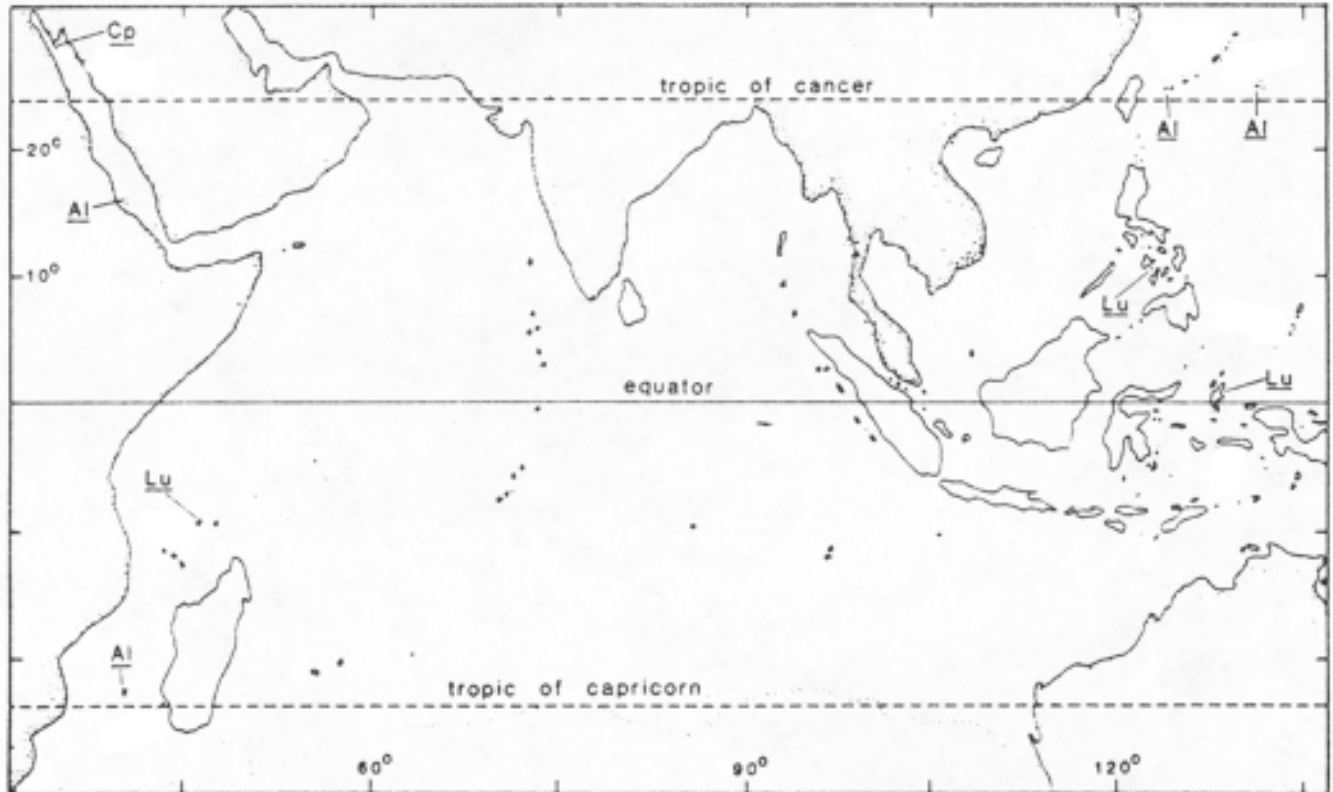 Cp
tropic of cancer
Al Al
20°
Al
10°
Lu
equator
Lu
Lu
Al
tropic of capricorn
60° 90° 120°